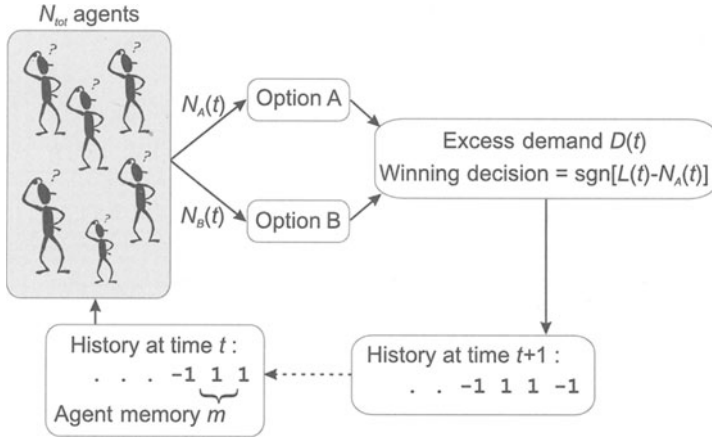 N_tot agents
? ?
?
? ?
?
N_A(t)
Option A
N_B(t)
Option B
Excess demand D(t)
Winning decision = sgn[L(t)-N_A(t)]
History at time t :
. . . -1 1 1
Agent memory m
History at time t+1 :
. . -1 1 1 -1